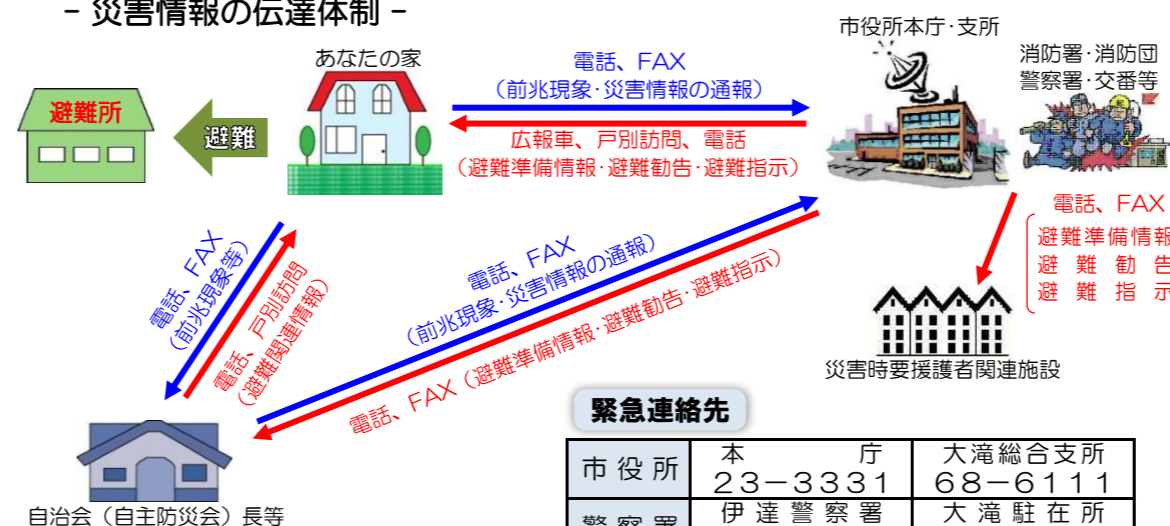 - 災害情報の伝達体制 -
市役所本庁・支所
消防署・消防団
警察署・交番等
あなたの家
避難所
避難
電話、FAX
（前兆現象・災害情報の通報）
広報車、戸別訪問、電話
（避難準備情報・避難勧告・避難指示）
電話、FAX
避難準備情報
避難勧告
避難指示
電話、FAX
（前兆現象等）
電話、戸別訪問
（避難関連情報）
電話、FAX
（前兆現象・災害情報の通報）
電話、FAX（避難準備情報・避難勧告・避難指示）
災害時要援護者関連施設
自治会（自主防災会）長等
緊急連絡先
市役所 本庁 大滝総合支所
23-3331 68-6111
警察署 伊達警察署 大滝駐在所